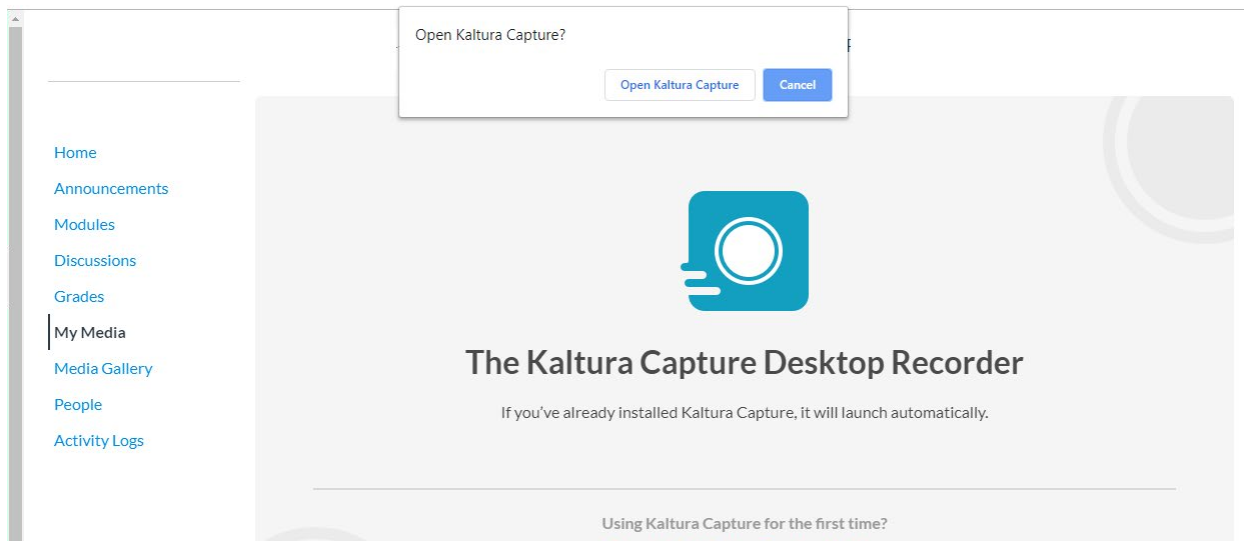 Open Kaltura Capture?
Open Kaltura Capture
Cancel
Home
Announcements
Modules
Discussions
Grades
My Media
Media Gallery
People
Activity Logs
The Kaltura Capture Desktop Recorder
If you've already installed Kaltura Capture, it will launch automatically.
Using Kaltura Capture for the first time?